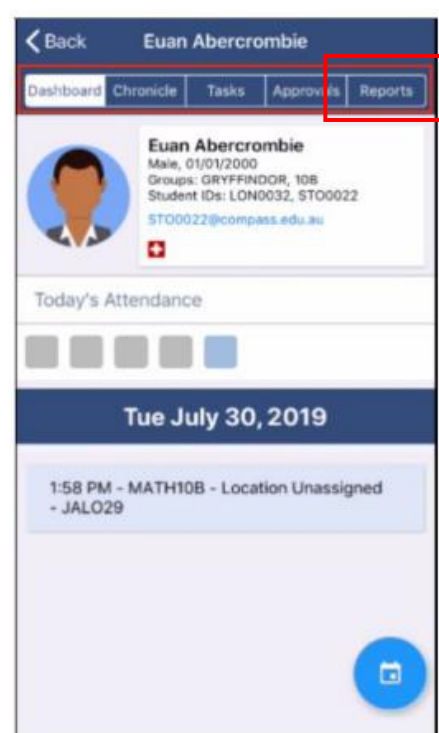 Back Euan Abercrombie
Dashboard Chronicle Tasks Approvals Reports
Euan Abercrombie
Male, 01/01/2000
Groups: GRYFFINDOR, 10B
Student IDs: LON0032, STO0022
STO0022@compass.edu.au
Today's Attendance
Tue July 30, 2019
1:58 PM - MATH10B - Location Unassigned
- JALO29